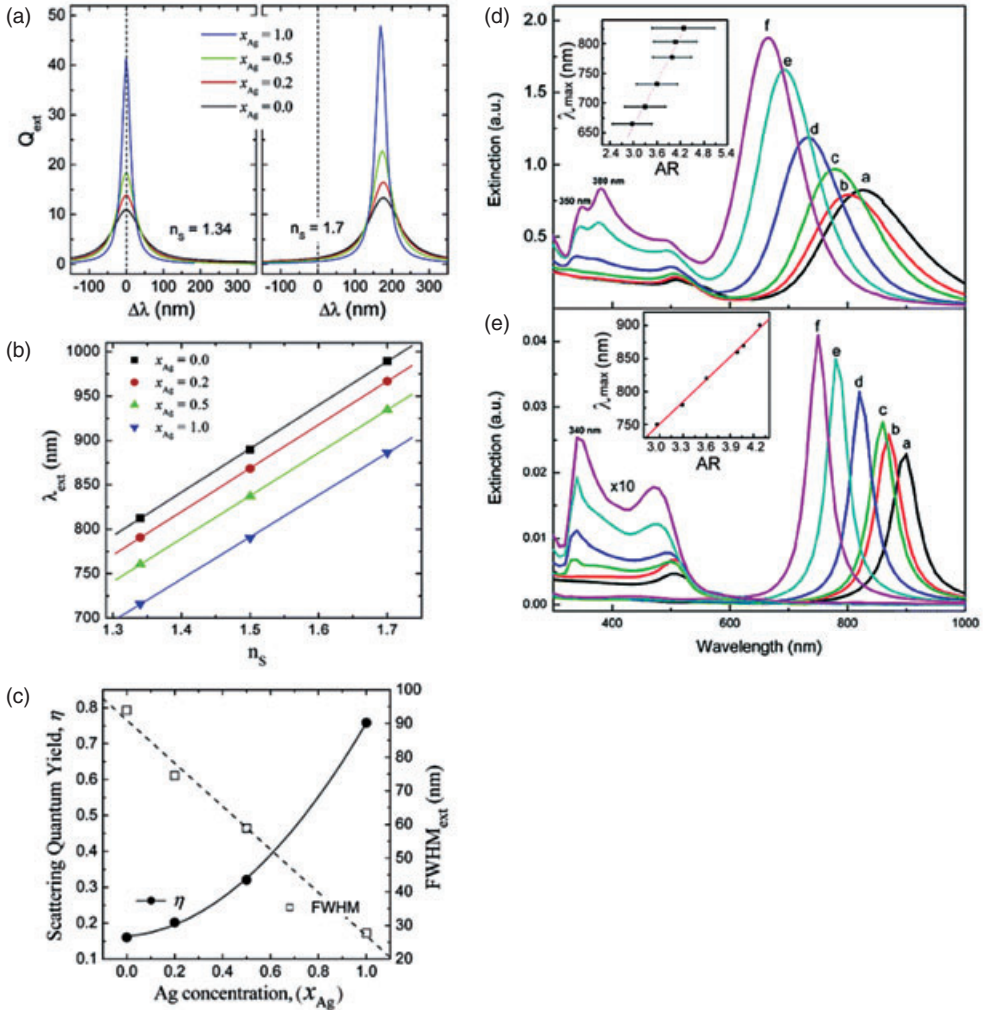 (a)
x_Ag = 1.0
x_Ag = 0.5
x_Ag = 0.2
x_Ag = 0.0
50
40
30
20
10
0
Q_ext
n_S = 1.34
n_S = 1.7
-100 0 100 200 300
-100 0 100 200 300
Δλ (nm)
Δλ (nm)
(b)
x_Ag = 0.0
x_Ag = 0.2
x_Ag = 0.5
x_Ag = 1.0
1000
975
950
925
900
875
850
825
800
775
750
725
700
λ_ext (nm)
1.3 1.4 1.5 1.6 1.7
n_S
(c)
0.8
0.7
0.6
0.5
0.4
0.3
0.2
0.1
Scattering Quantum Yield, η
η
FWHM
100
90
80
70
60
50
40
30
20
FWHM_ext (nm)
0.0 0.2 0.4 0.6 0.8 1.0
Ag concentration, (x_Ag)
(d)
2.0
1.5
1.0
0.5
Extinction (a.u.)
800
750
700
650
λ_max (nm)
2.4 3.0 3.6 4.2 4.8 5.4
AR
f
e
d
c
b
a
350 nm
380 nm
(e)
0.04
0.03
0.02
0.01
0.00
Extinction (a.u.)
900
850
800
750
λ_max (nm)
3.0 3.3 3.6 3.9 4.2
AR
f
e
d
c
b
a
340 nm
x10
400 600 800 1000
Wavelength (nm)